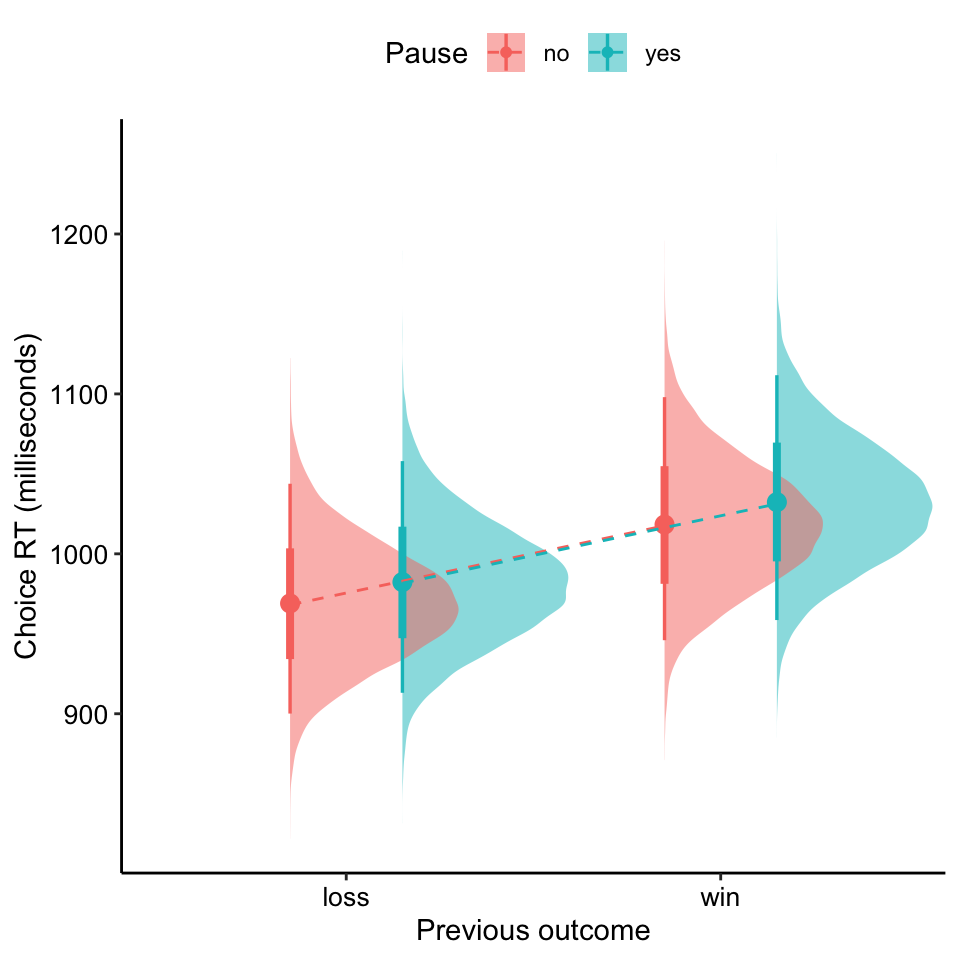 Pause no yes
Choice RT (milliseconds)
1200
1100
1000
900
loss win
Previous outcome